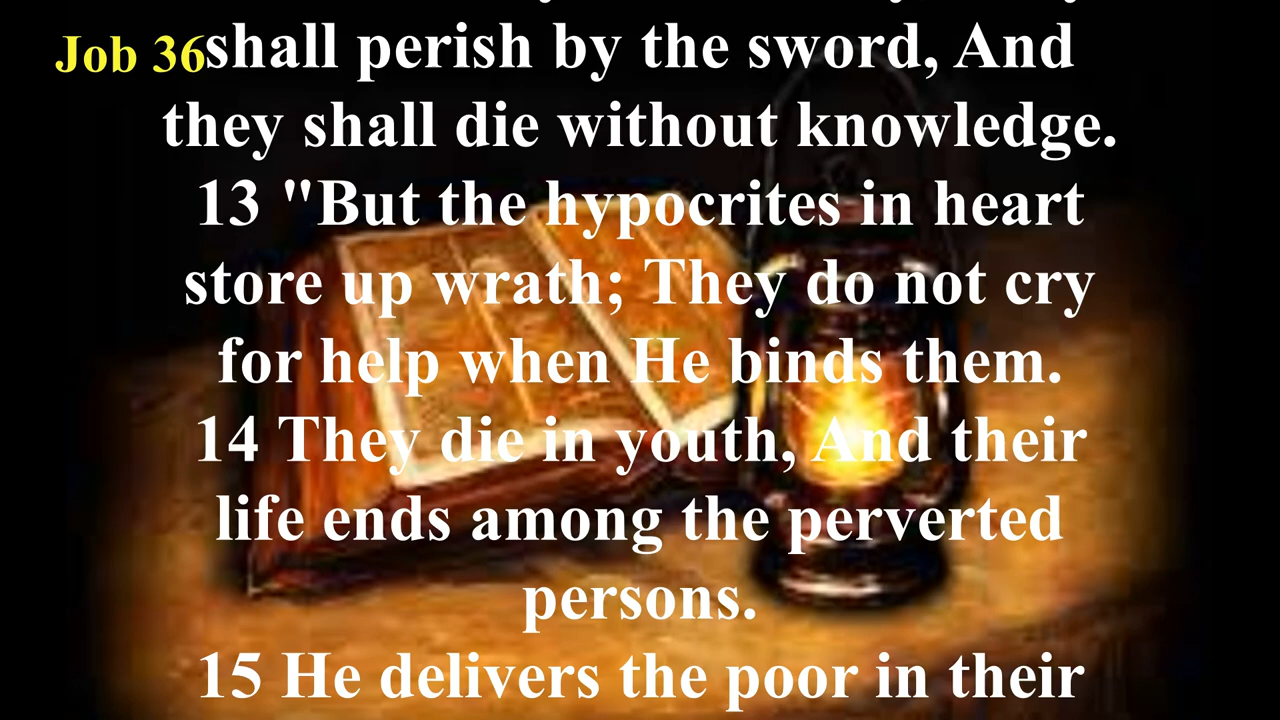 Job 36
shall perish by the sword, And
they shall die without knowledge.
13 "But the hypocrites in heart
store up wrath; They do not cry
for help when He binds them.
14 They die in youth, And their
life ends among the perverted
persons.
15 He delivers the poor in their